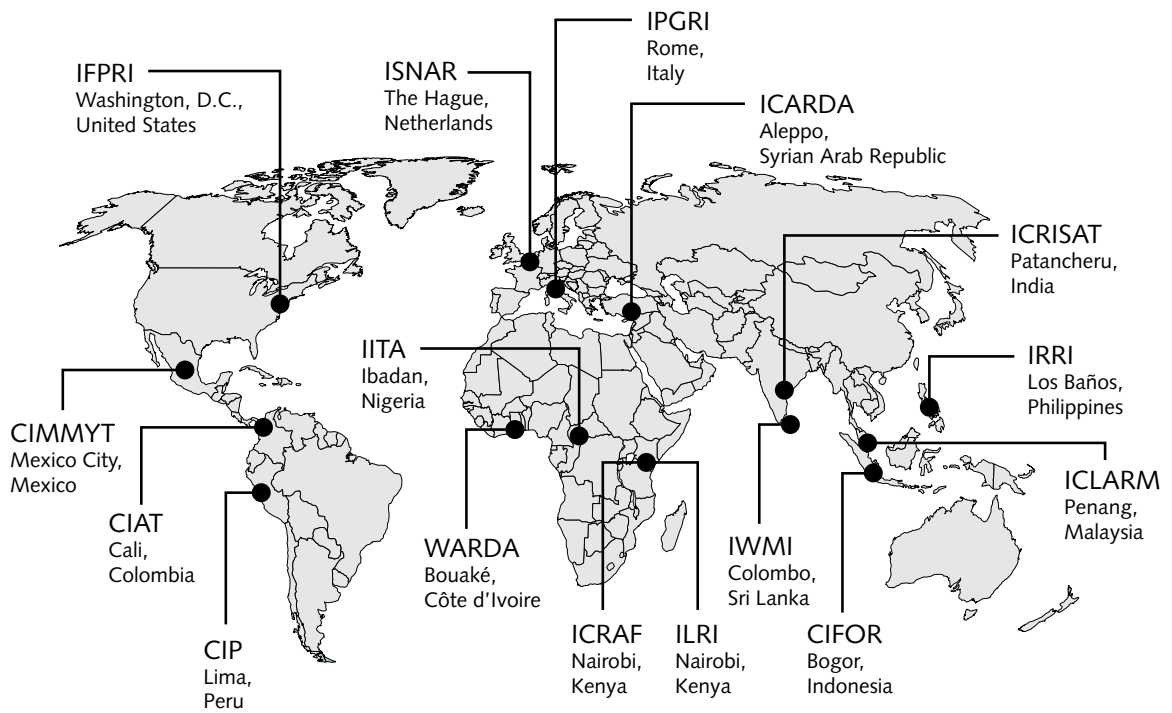 IPGRI
Rome,
Italy
IFPRI
Washington, D.C.,
United States
ISNAR
The Hague,
Netherlands
ICARDA
Aleppo,
Syrian Arab Republic
ICRISAT
Patancheru,
India
IITA
Ibadan,
Nigeria
IRRI
Los Baños,
Philippines
CIMMYT
Mexico City,
Mexico
ICLARM
Penang,
Malaysia
CIAT
Cali,
Colombia
WARDA
Bouaké,
Côte d'Ivoire
IWMI
Colombo,
Sri Lanka
CIP
Lima,
Peru
ICRAF
Nairobi,
Kenya
ILRI
Nairobi,
Kenya
CIFOR
Bogor,
Indonesia